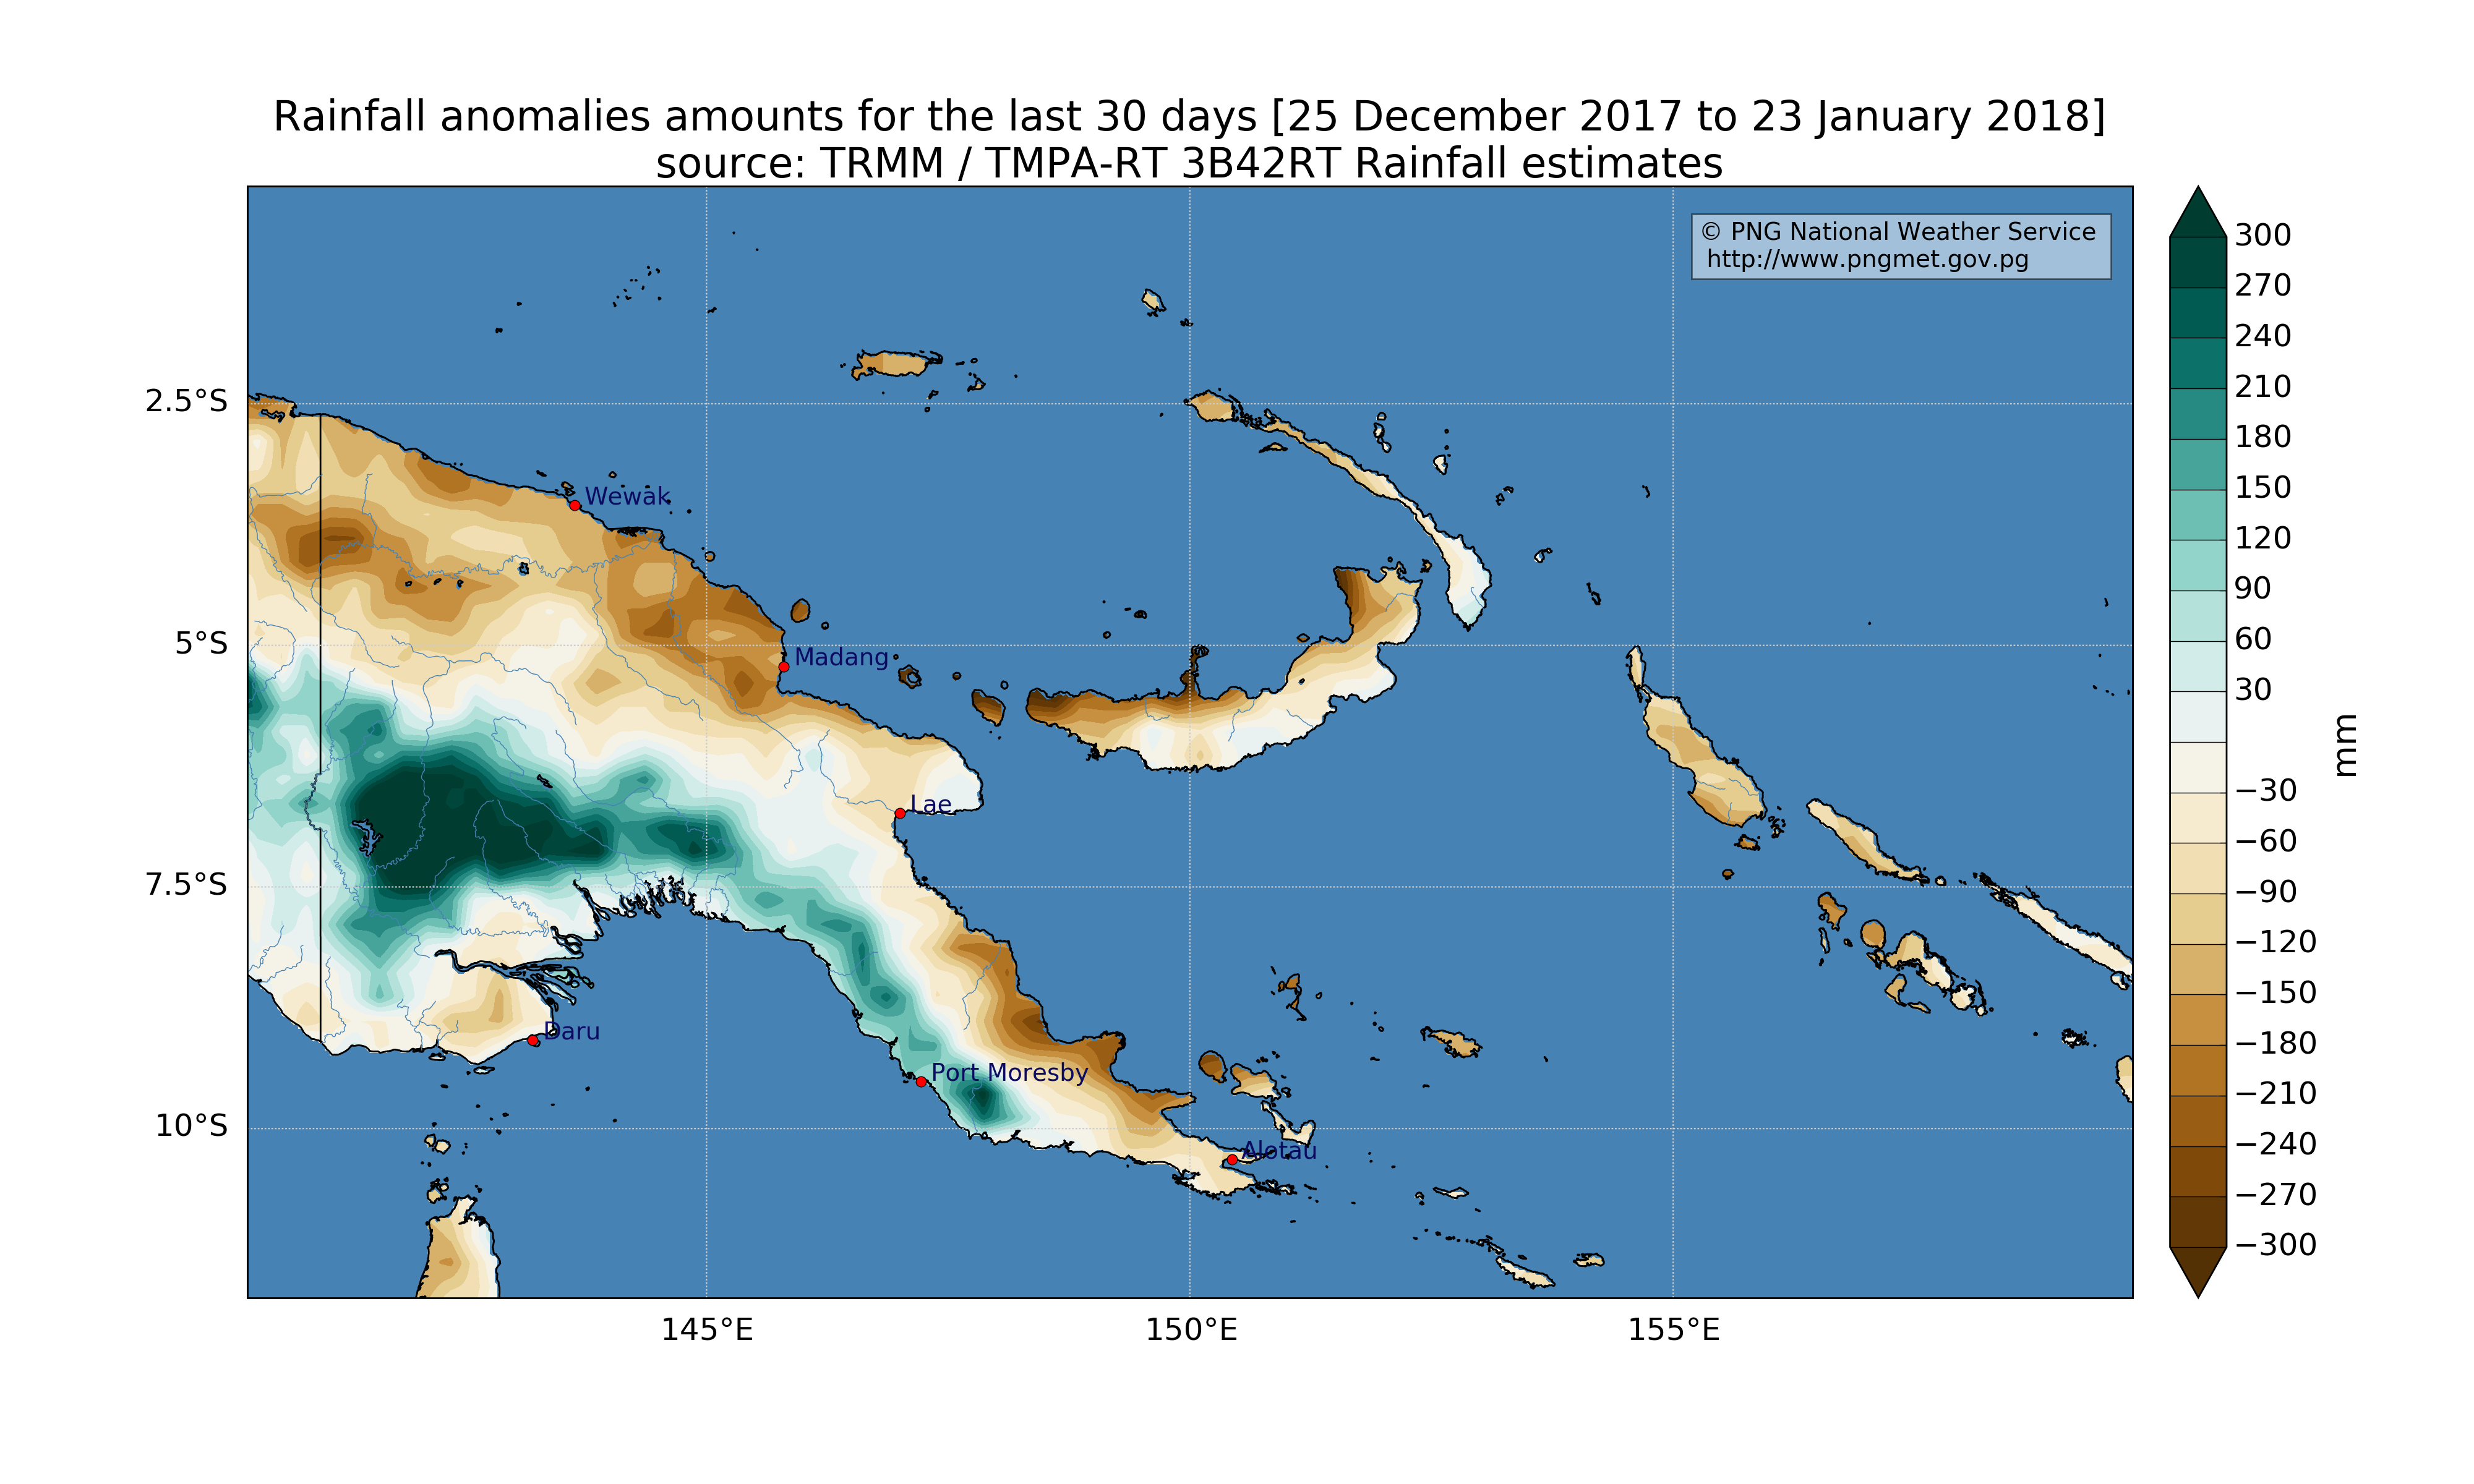 Rainfall anomalies amounts for the last 30 days [25 December 2017 to 23 January 2018]
source: TRMM / TMPA-RT 3B42RT Rainfall estimates
© PNG National Weather Service
http://www.pngmet.gov.pg
2.5°S
5°S
7.5°S
10°S
Wewak
Madang
Lae
Daru
Port Moresby
Alotau
145°E
150°E
155°E
300
270
240
210
180
150
120
90
60
30
−30
−60
−90
−120
−150
−180
−210
−240
−270
−300
mm